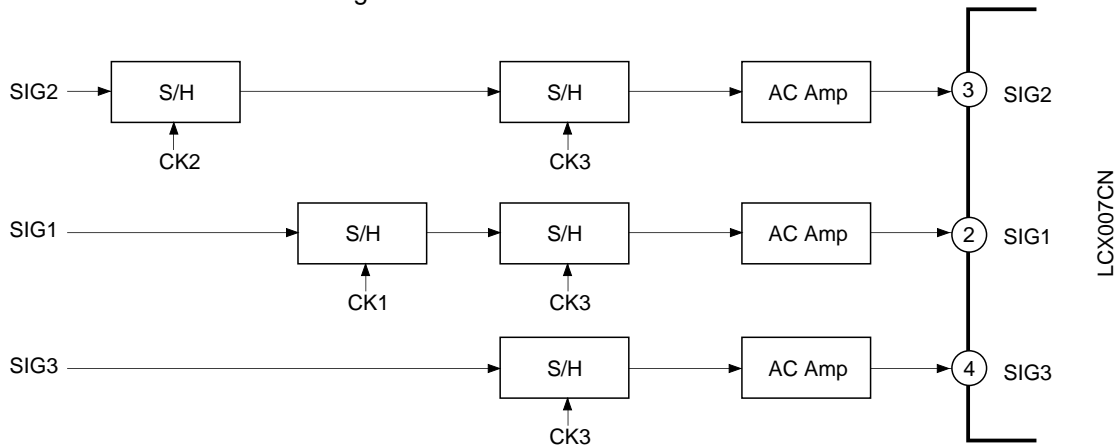 SIG2 S/H S/H AC Amp 3 SIG2
CK2 CK3
SIG1 S/H S/H AC Amp 2 SIG1
CK1 CK3
SIG3 S/H AC Amp 4 SIG3
CK3
LCX007CN